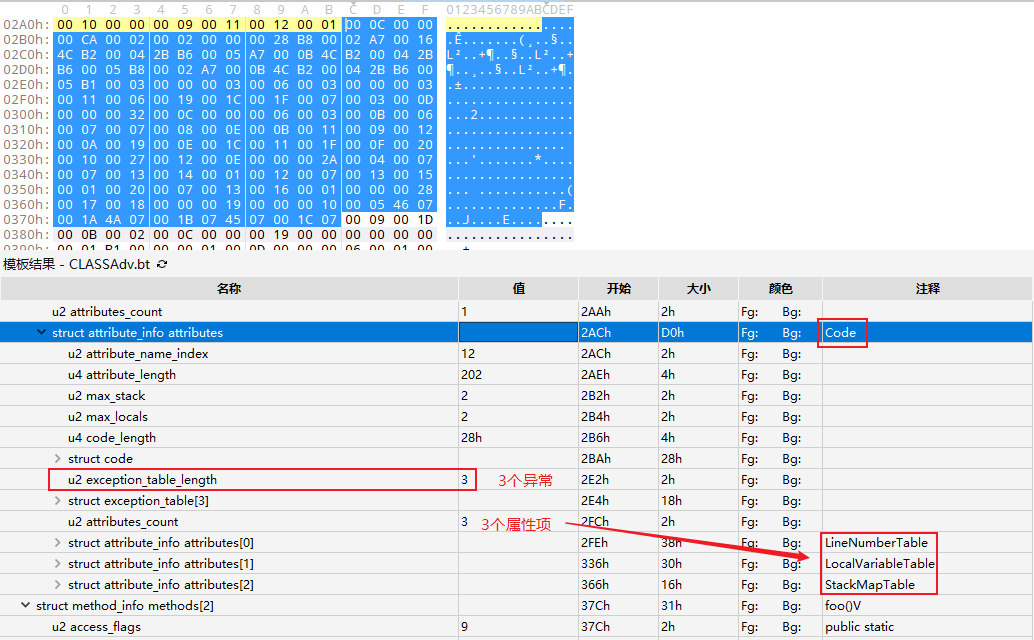 0 1 2 3 4 5 6 7 8 9 A B C D E F 0123456789ABCDEF
02A0h: 00 10 00 00 00 09 00 11 00 12 00 01 00 0C 00 00 ................
02B0h: 00 CA 00 02 00 02 00 00 00 28 B8 00 02 A7 00 16 .Ê.......(¸..§..
02C0h: 4C B2 00 04 2B B6 00 05 A7 00 0B 4C B2 00 04 2B L²..+¶..§..L²..+
02D0h: B6 00 05 B8 00 02 A7 00 0B 4C B2 00 04 2B B6 00 ¶..¸..§..L²..+¶.
02E0h: 05 B1 00 03 00 00 00 03 00 06 00 03 00 00 00 03 .±..............
02F0h: 00 11 00 06 00 19 00 1C 00 1F 00 07 00 03 00 0D ................
0300h: 00 00 00 32 00 0C 00 00 00 06 00 03 00 0B 00 06 ...2............
0310h: 00 07 00 07 00 08 00 0E 00 0B 00 11 00 09 00 12 ................
0320h: 00 0A 00 19 00 0E 00 1C 00 11 00 1F 00 0F 00 20 ...............
0330h: 00 10 00 27 00 12 00 0E 00 00 00 2A 00 04 00 07 ...'.......*....
0340h: 00 07 00 13 00 14 00 01 00 12 00 07 00 13 00 15 ................
0350h: 00 01 00 20 00 07 00 13 00 16 00 01 00 00 00 28 ... ...........(
0360h: 00 17 00 18 00 00 00 19 00 00 00 10 00 05 46 07 ..............F.
0370h: 00 1A 4A 07 00 1B 07 45 07 00 1C 07 00 09 00 1D ..J....E........
0380h: 00 0B 00 02 00 0C 00 00 00 19 00 00 00 00 00 00 ................
模板结果 - CLASSAdv.bt
名称 值 开始 大小 颜色 注释
u2 attributes_count 1 2AAh 2h Fg: Bg:
struct attribute_info attributes 2ACh D0h Fg: Bg: Code
u2 attribute_name_index 12 2ACh 2h Fg: Bg:
u4 attribute_length 202 2AEh 4h Fg: Bg:
u2 max_stack 2 2B2h 2h Fg: Bg:
u2 max_locals 2 2B4h 2h Fg: Bg:
u4 code_length 28h 2B6h 4h Fg: Bg:
struct code 2BAh 28h Fg: Bg:
u2 exception_table_length 3 3个异常 2E2h 2h Fg: Bg:
struct exception_table[3] 2E4h 18h Fg: Bg:
u2 attributes_count 3 3个属性项 2FCh 2h Fg: Bg:
struct attribute_info attributes[0] 2FEh 38h Fg: Bg: LineNumberTable
struct attribute_info attributes[1] 336h 30h Fg: Bg: LocalVariableTable
struct attribute_info attributes[2] 366h 16h Fg: Bg: StackMapTable
struct method_info methods[2] 37Ch 31h Fg: Bg: foo()V
u2 access_flags 9 37Ch 2h Fg: Bg: public static